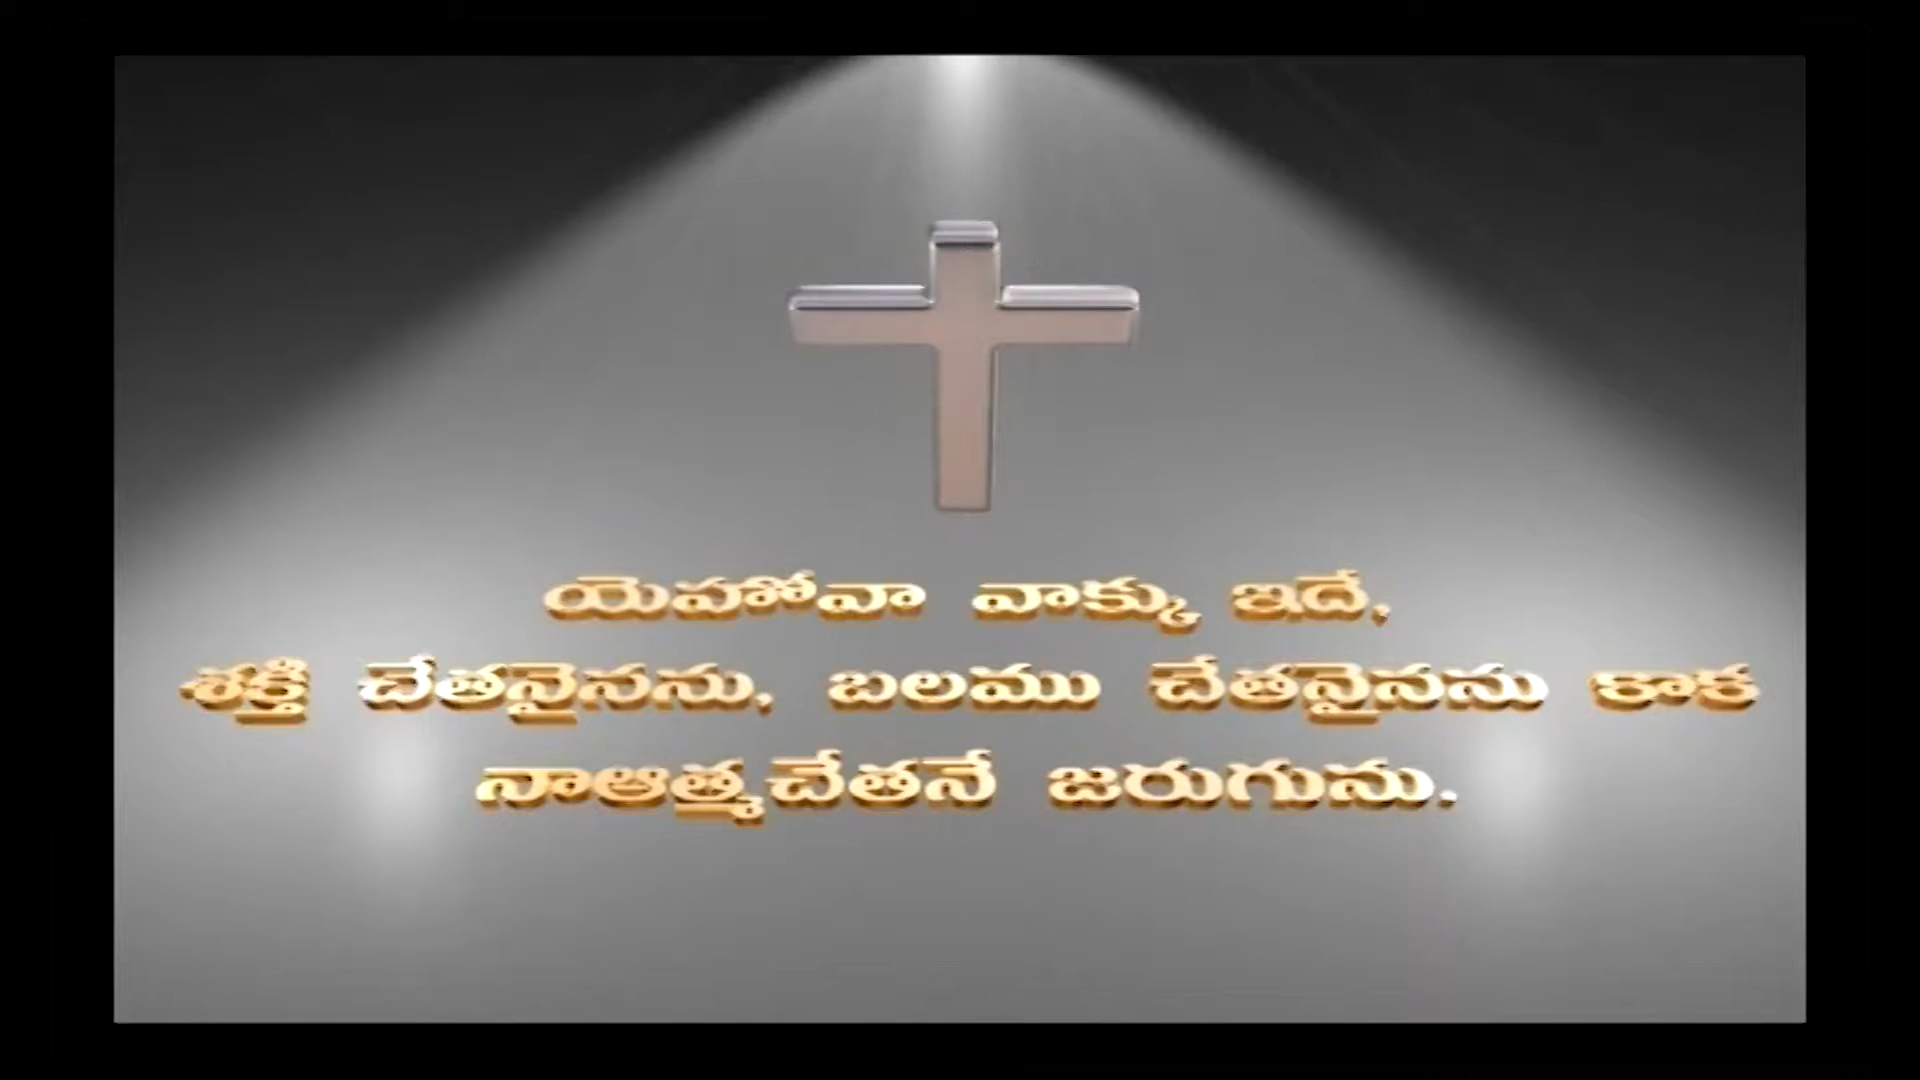 యెహోవా వాక్కు ఇదే,
శక్తి చేతనైనను, బలము చేతనైనను కాక
నాఆత్మచేతనే జరుగును.